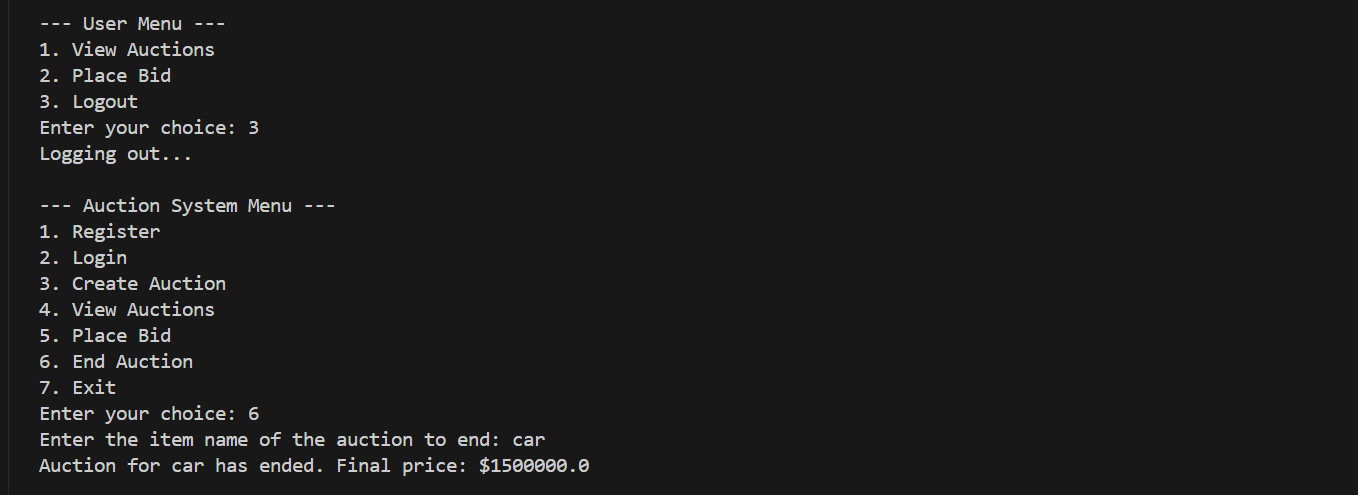 --- User Menu ---
1. View Auctions
2. Place Bid
3. Logout
Enter your choice: 3
Logging out...

--- Auction System Menu ---
1. Register
2. Login
3. Create Auction
4. View Auctions
5. Place Bid
6. End Auction
7. Exit
Enter your choice: 6
Enter the item name of the auction to end: car
Auction for car has ended. Final price: $1500000.0